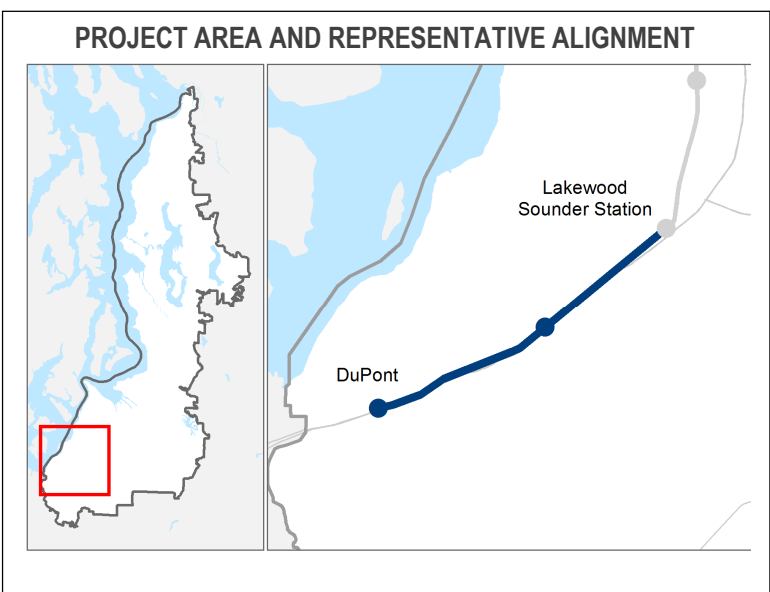 PROJECT AREA AND REPRESENTATIVE ALIGNMENT
Lakewood
Sounder Station
DuPont